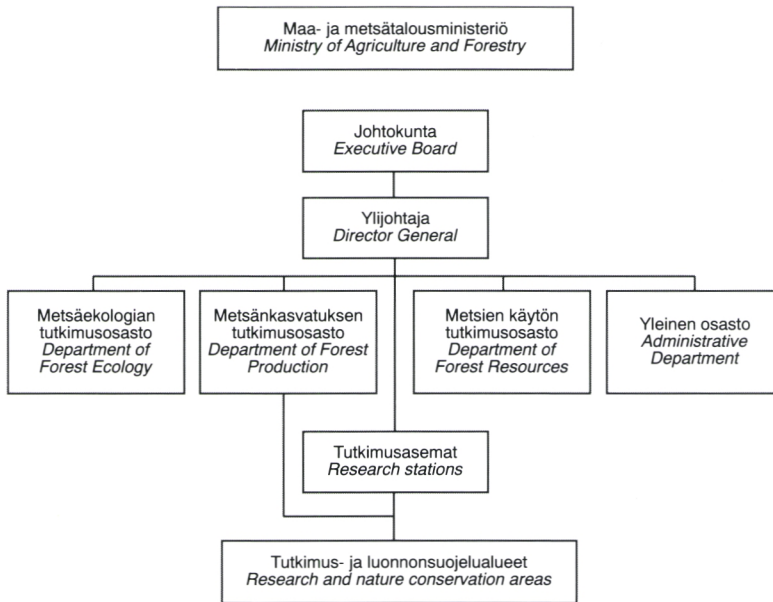 Maa- ja metsätalousministeriö
Ministry of Agriculture and Forestry
Johtokunta
Executive Board
Ylijohtaja
Director General
Metsäekologian
tutkimusosasto
Department of
Forest Ecology
Metsänkasvatuksen
tutkimusosasto
Department of Forest
Production
Metsien käytön
tutkimusosasto
Department of
Forest Resources
Yleinen osasto
Administrative
Department
Tutkimusasemat
Research stations
Tutkimus- ja luonnonsuojelualueet
Research and nature conservation areas